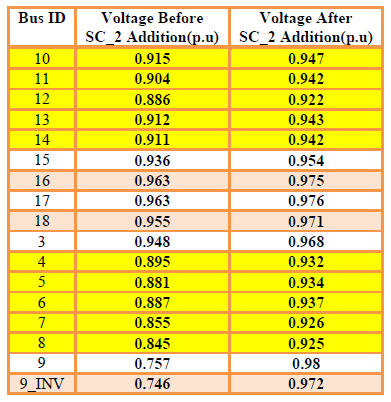 Bus ID Voltage Before SC_2 Addition(p.u) Voltage After SC_2 Addition(p.u)
10 0.915 0.947
11 0.904 0.942
12 0.886 0.922
13 0.912 0.943
14 0.911 0.942
15 0.936 0.954
16 0.963 0.975
17 0.963 0.976
18 0.955 0.971
3 0.948 0.968
4 0.895 0.932
5 0.881 0.934
6 0.887 0.937
7 0.855 0.926
8 0.845 0.925
9 0.757 0.98
9_INV 0.746 0.972